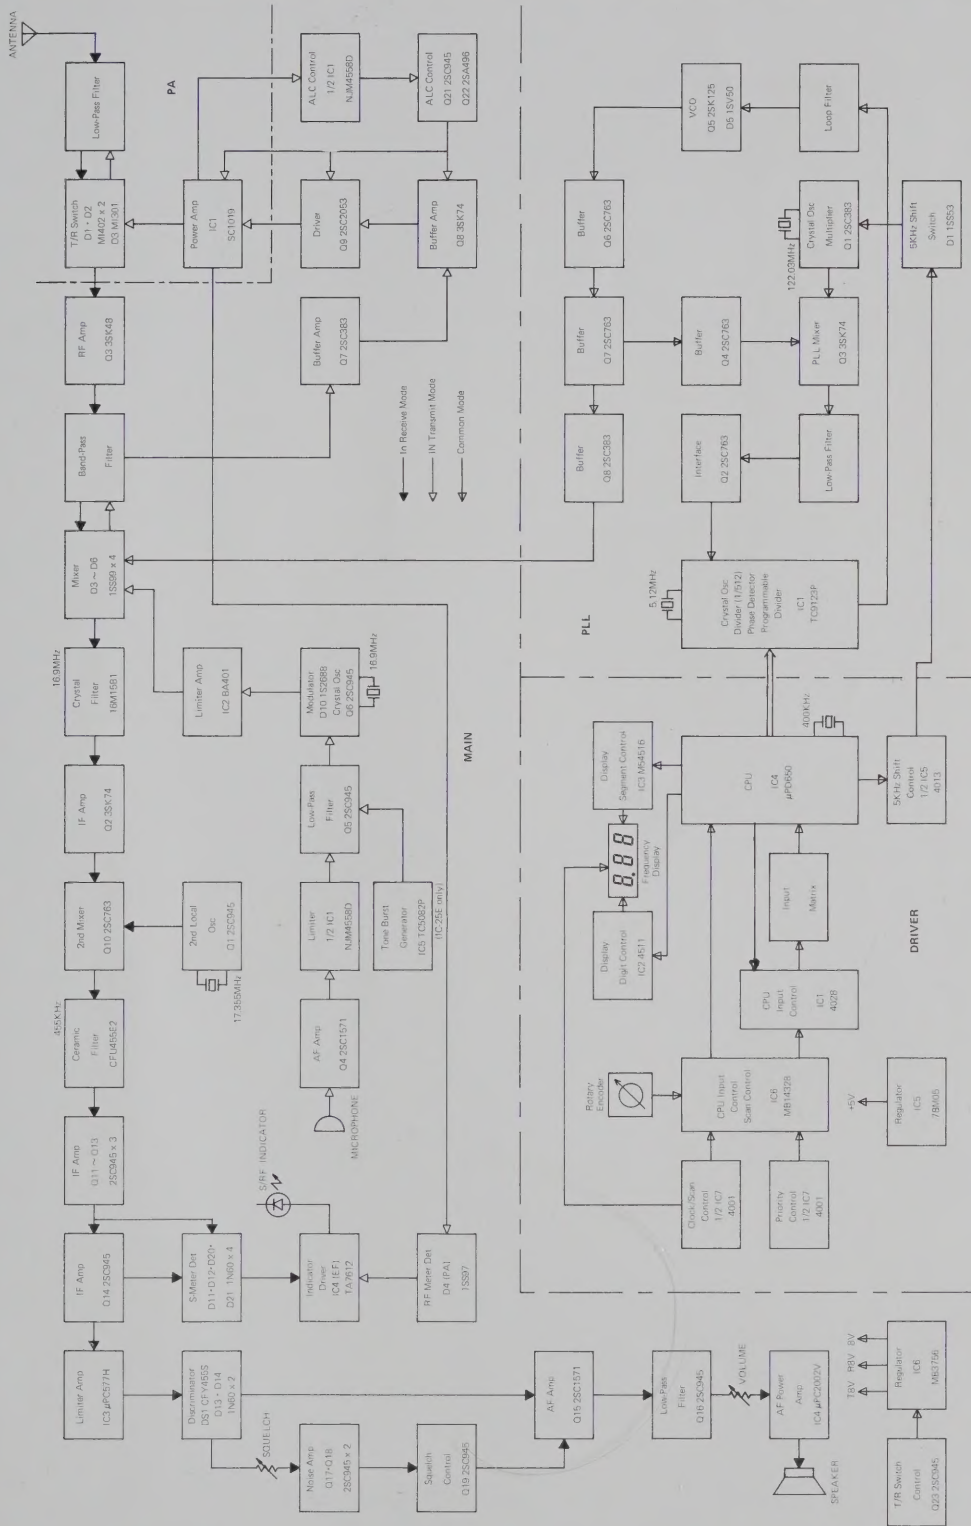 ANTENNA
Low-Pass Filter
T/R Switch
D1・D2
MI402 x 2
D3 MI301
RF Amp
Q3 3SK48
Band-Pass
Filter
Mixer
D3 ~ D6
1SS99 x 4
16.9MHz
Crystal
Filter
16M15B1
IF Amp
Q2 3SK74
2nd Mixer
Q10 2SC763
455KHz
Ceramic
Filter
CFU455E2
IF Amp
Q11 ~ Q13
2SC945 x 3
IF Amp
Q14 2SC945
Limiter Amp
IC3 μPC577H
PA
Power Amp
IC1
SC1019
ALC Control
1/2 IC1
NJM4558D
ALC Control
Q21 2SC945
Q22 2SA496
Driver
Q9 2SC2053
Buffer Amp
Q8 3SK74
Buffer Amp
Q7 2SC383
In Receive Mode
IN Transmit Mode
Common Mode
Limiter Amp
IC2 BA401
Modulator
D10 1S2688
Crystal Osc
Q6 2SC945
16.9MHz
MAIN
Low-Pass
Filter
Q5 2SC945
Limiter
1/2 IC1
NJM4558D
Tone Burst
Generator
IC5 TC5082P
(IC-25E only)
2nd Local
Osc
Q1 2SC945
17.355MHz
AF Amp
Q4 2SC1571
MICROPHONE
S/RF INDICATOR
S-Meter Det
D11・D12・D20・
D21 1N60 x 4
Indicator
Driver
IC4 (EF)
TA7612
RF Meter Det
D4 (PA)
1SS97
Discriminator
DS1 CFY455S
D13・D14
1N60 x 2
SQUELCH
Noise Amp
Q17・Q18
2SC945 x 2
Squelch
Control
Q19 2SC945
AF Amp
Q15 2SC1571
Low-Pass
Filter
Q16 2SC945
VOLUME
AF Power
Amp
IC4 μPC2002V
SPEAKER
T8V R8V 8V
Regulator
IC6
MB3756
T/R Switch
Control
Q23 2SC945
PLL
VCO
Q5 2SK125
D5 1SV50
Loop Filter
Buffer
Q6 2SC763
Buffer
Q7 2SC763
Buffer
Q8 2SC383
Buffer
Q4 2SC763
122.03MHz
Crystal Osc
Multiplier
Q1 2SC383
5KHz Shift
Switch
D1 1SS53
PLL Mixer
Q3 3SK74
Low-Pass Filter
Interface
Q2 2SC763
5.12MHz
Crystal Osc
Divider (1/512)
Phase Detector
Programmable
Divider
IC1
TC9123P
DRIVER
400KHz
CPU
IC4
μPD650
5KHz Shift
Control
1/2 IC5
4013
Display
Segment Control
IC3 M54516
8.88
Frequency
Display
Display
Digit Control
IC2 4511
Input
Matrix
CPU
Input
Control
IC1
4028
Rotary
Encoder
CPU Input
Control
Scan Control
IC6
MB14328
Clock/Scan
Control
1/2 IC7
4001
Priority
Control
1/2 IC7
4001
+5V
Regulator
IC5
78M05